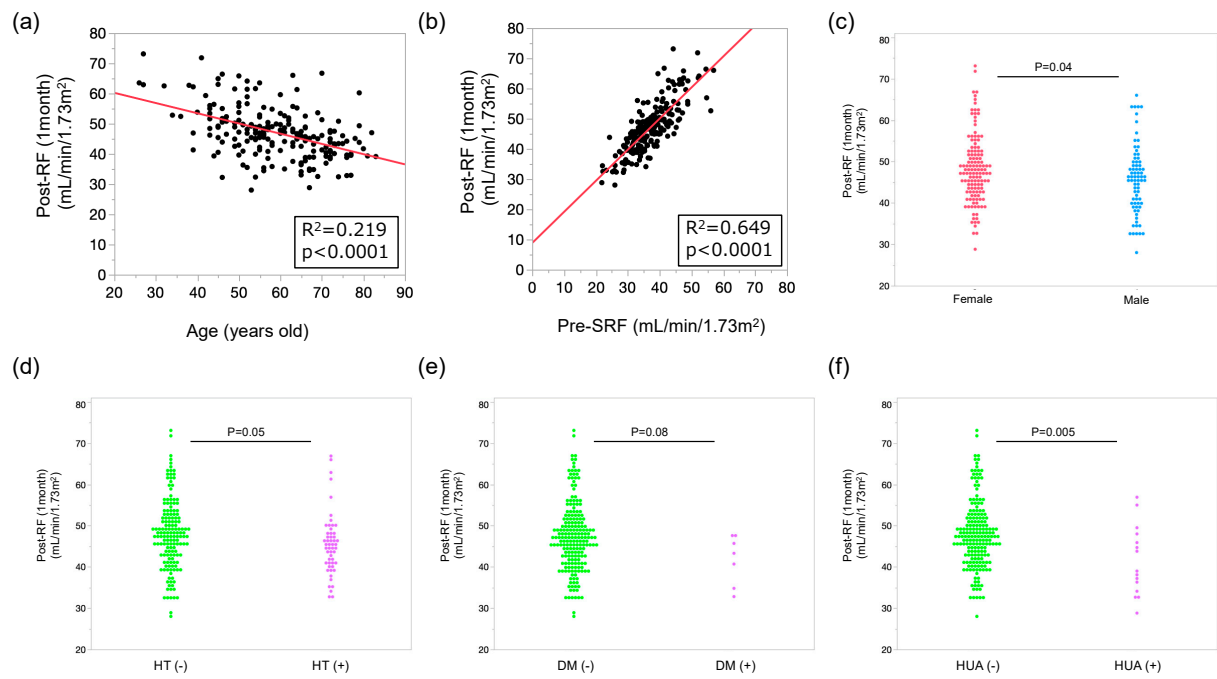 (a)
80
70
60
50
40
30
20
10
0
Post-RF (1month)
(mL/min/1.73m²)
R²=0.219
p<0.0001
20 30 40 50 60 70 80 90
Age (years old)
(b)
80
70
60
50
40
30
20
10
0
Post-RF (1month)
(mL/min/1.73m²)
R²=0.649
p<0.0001
0 10 20 30 40 50 60 70 80
Pre-SRF (mL/min/1.73m²)
(c)
80
70
60
50
40
30
20
Post-RF (1month)
(mL/min/1.73m²)
P=0.04
Female Male
(d)
80
70
60
50
40
30
20
Post-RF (1month)
(mL/min/1.73m²)
P=0.05
HT (-) HT (+)
(e)
80
70
60
50
40
30
20
Post-RF (1month)
(mL/min/1.73m²)
P=0.08
DM (-) DM (+)
(f)
80
70
60
50
40
30
20
Post-RF (1month)
(mL/min/1.73m²)
P=0.005
HUA (-) HUA (+)